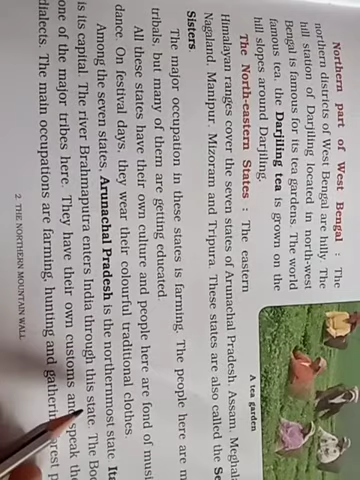 Northern part of West Bengal : The
northern districts of West Bengal are hilly. The
hill station of Darjiling located in north-west
Bengal is famous for its tea gardens. The world
famous tea, the Darjiling tea is grown on the
hill slopes around Darjiling.
A tea garden
The North-eastern States : The eastern
Himalayan ranges cover the seven states of Arunachal Pradesh, Assam,
Nagaland, Manipur, Mizoram and Tripura. These states are also called the
Sisters.
The major occupation in these states is farming. The people here are
tribals, but many of them are getting educated.
All these states have their own culture and people here are fond of
dance. On festival days, they wear their colourful traditional clothes.
Among the seven states, Arunachal Pradesh is the northernmost state.
is its capital. The river Brahmaputra enters India through this state. The
one of the major tribes here. They have their own customs and speak
dialects. The main occupations are farming, hunting and
2. THE NORTHERN MOUNTAIN WALL